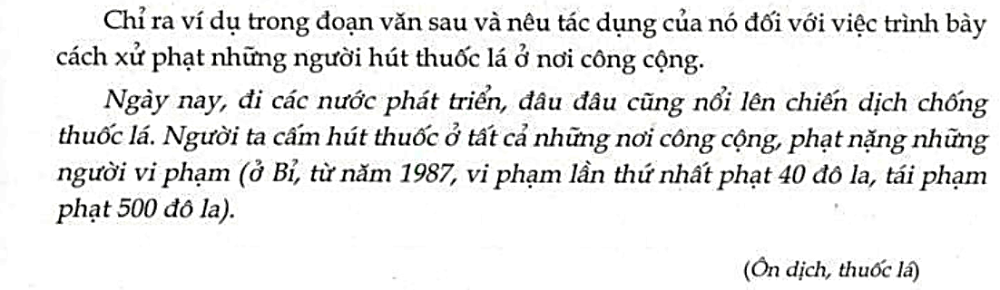 Chỉ ra ví dụ trong đoạn văn sau và nêu tác dụng của nó đối với việc trình bày
cách xử phạt những người hút thuốc lá ở nơi công cộng.
Ngày nay, đi các nước phát triển, đâu đâu cũng nổi lên chiến dịch chống
thuốc lá. Người ta cấm hút thuốc ở tất cả những nơi công cộng, phạt nặng những
người vi phạm (ở Bỉ, từ năm 1987, vi phạm lần thứ nhất phạt 40 đô la, tái phạm
phạt 500 đô la).
(Ôn dịch, thuốc lá)